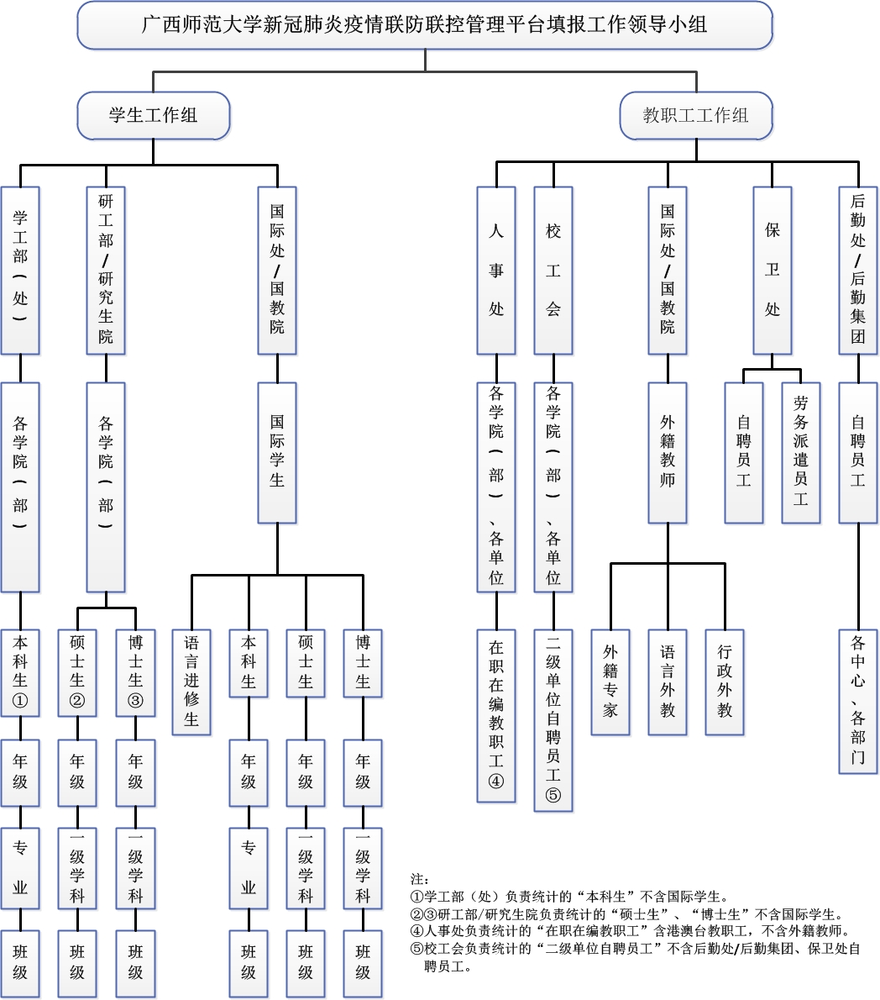 广西师范大学新冠肺炎疫情联防联控管理平台填报工作领导小组
学生工作组
教职工工作组
学工部(处)
研工部/研究生院
国际处/国教院
人事处
校工会
国际处/国教院
保卫处
后勤处/后勤集团
各学院(部)
各学院(部)
国际学生
各学院(部)、各单位
各学院(部)、各单位
外籍教师
自聘员工
劳务派遣员工
自聘员工
本科生①
硕士生②
博士生③
语言进修生
本科生
硕士生
博士生
在职在编教职工④
二级单位自聘员工⑤
外籍专家
语言外教
行政外教
各中心、各部门
年级
年级
年级
年级
年级
年级
专业
一级学科
一级学科
专业
一级学科
一级学科
班级
班级
班级
班级
班级
班级
注：
①学工部（处）负责统计的“本科生”不含国际学生。
②③研工部/研究生院负责统计的“硕士生”、“博士生”不含国际学生。
④人事处负责统计的“在职在编教职工”含港澳台教职工，不含外籍教师。
⑤校工会负责统计的“二级单位自聘员工”不含后勤处/后勤集团、保卫处自
聘员工。